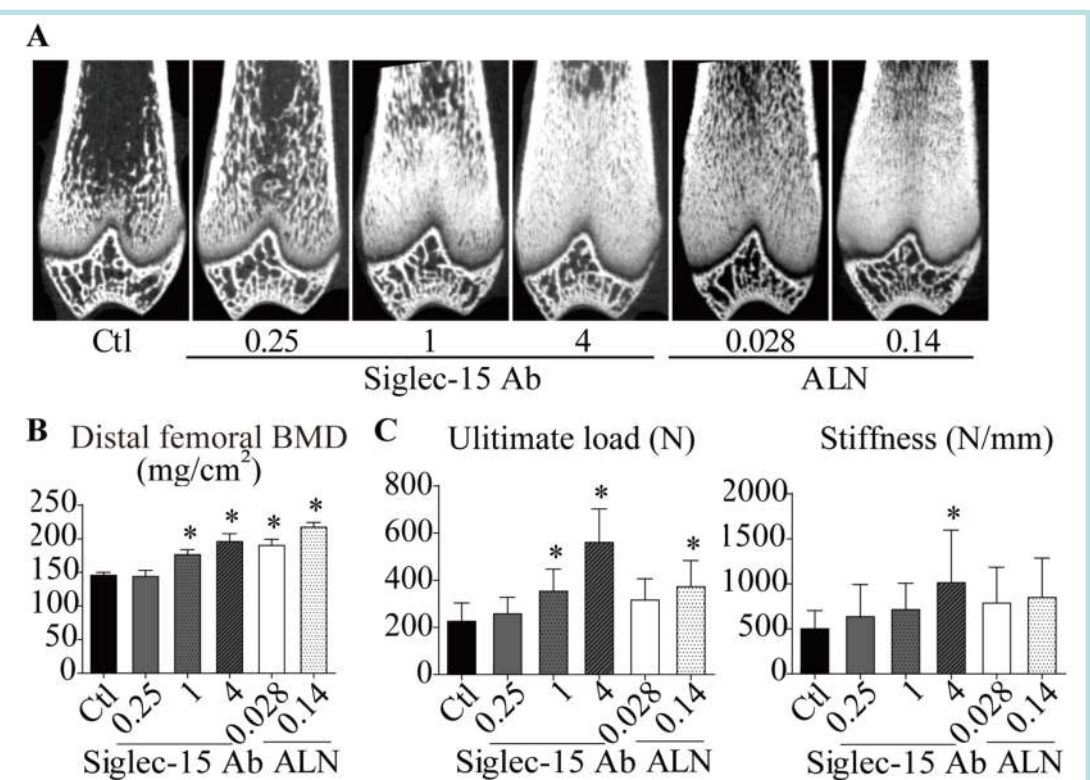 A
Ctl 0.25 1 4 0.028 0.14
Siglec-15 Ab ALN
B Distal femoral BMD
(mg/cm²)
250
200
150
100
50
0
* * * *
Ctl 0.25 1 4 0.028 0.14
Siglec-15 Ab ALN
C Ulitimate load (N)
800
600
400
200
0
* * *
Ctl 0.25 1 4 0.028 0.14
Siglec-15 Ab ALN
Stiffness (N/mm)
2000
1500
1000
500
0
*
Ctl 0.25 1 4 0.028 0.14
Siglec-15 Ab ALN